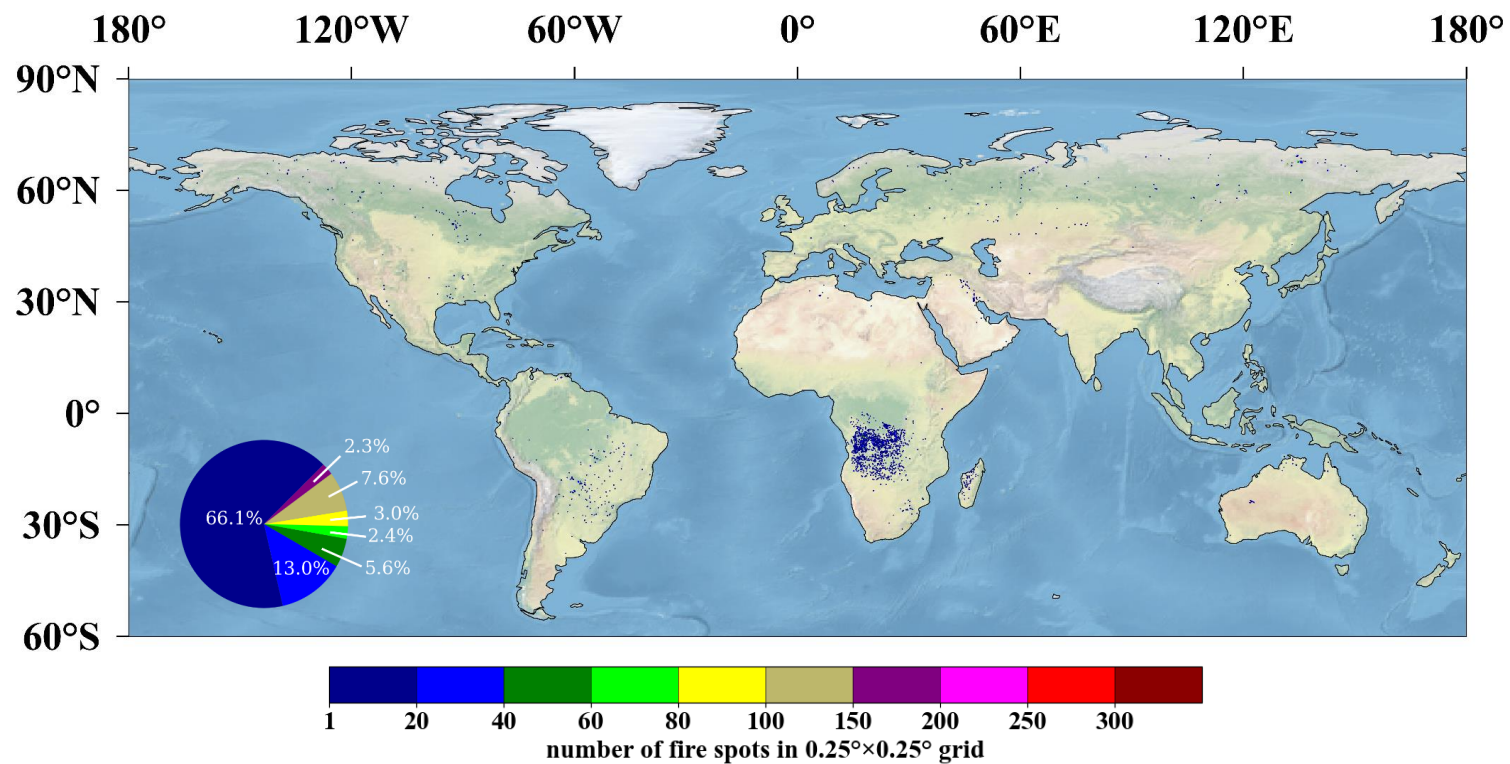 180° 120°W 60°W 0° 60°E 120°E 180°
90°N
60°N
30°N
0°
30°S
60°S
2.3%
7.6%
66.1%
3.0%
2.4%
13.0%
5.6%
1 20 40 60 80 100 150 200 250 300
number of fire spots in 0.25°×0.25° grid